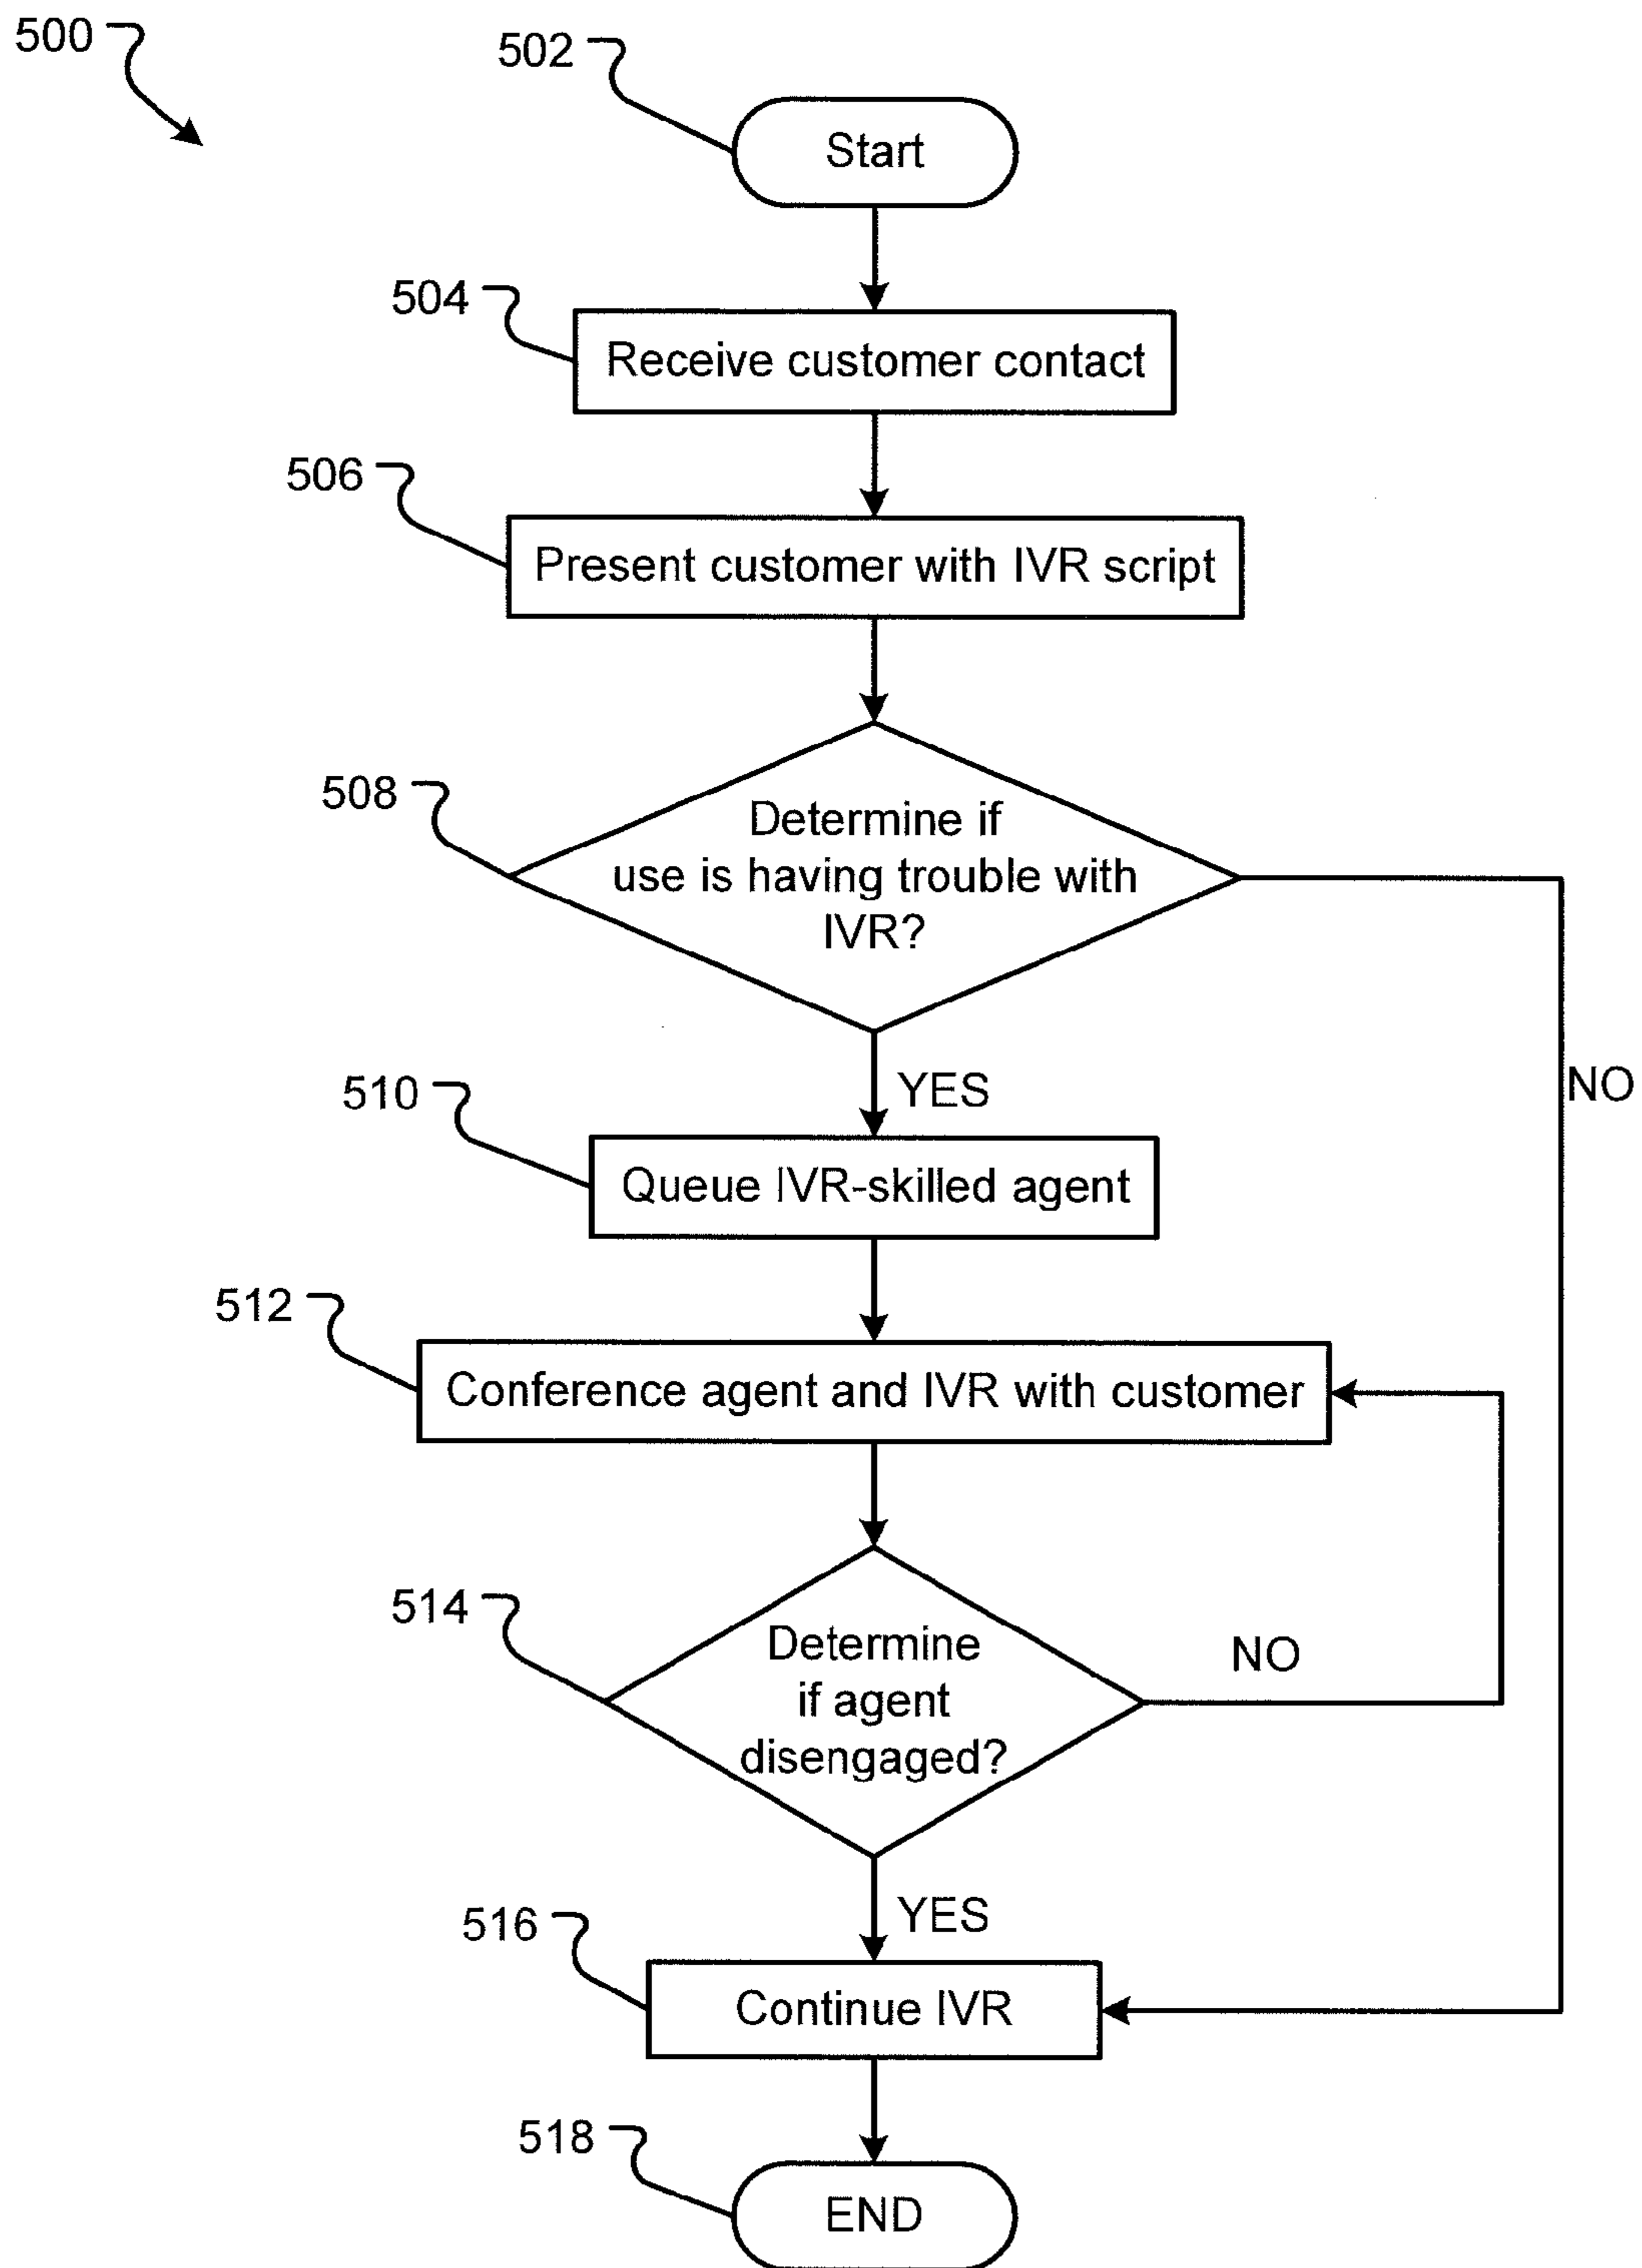 500
502
Start
504
Receive customer contact
506
Present customer with IVR script
508
Determine if
use is having trouble with
IVR?
NO
510
YES
Queue IVR-skilled agent
512
Conference agent and IVR with customer
514
Determine
if agent
disengaged?
NO
516
YES
Continue IVR
518
END